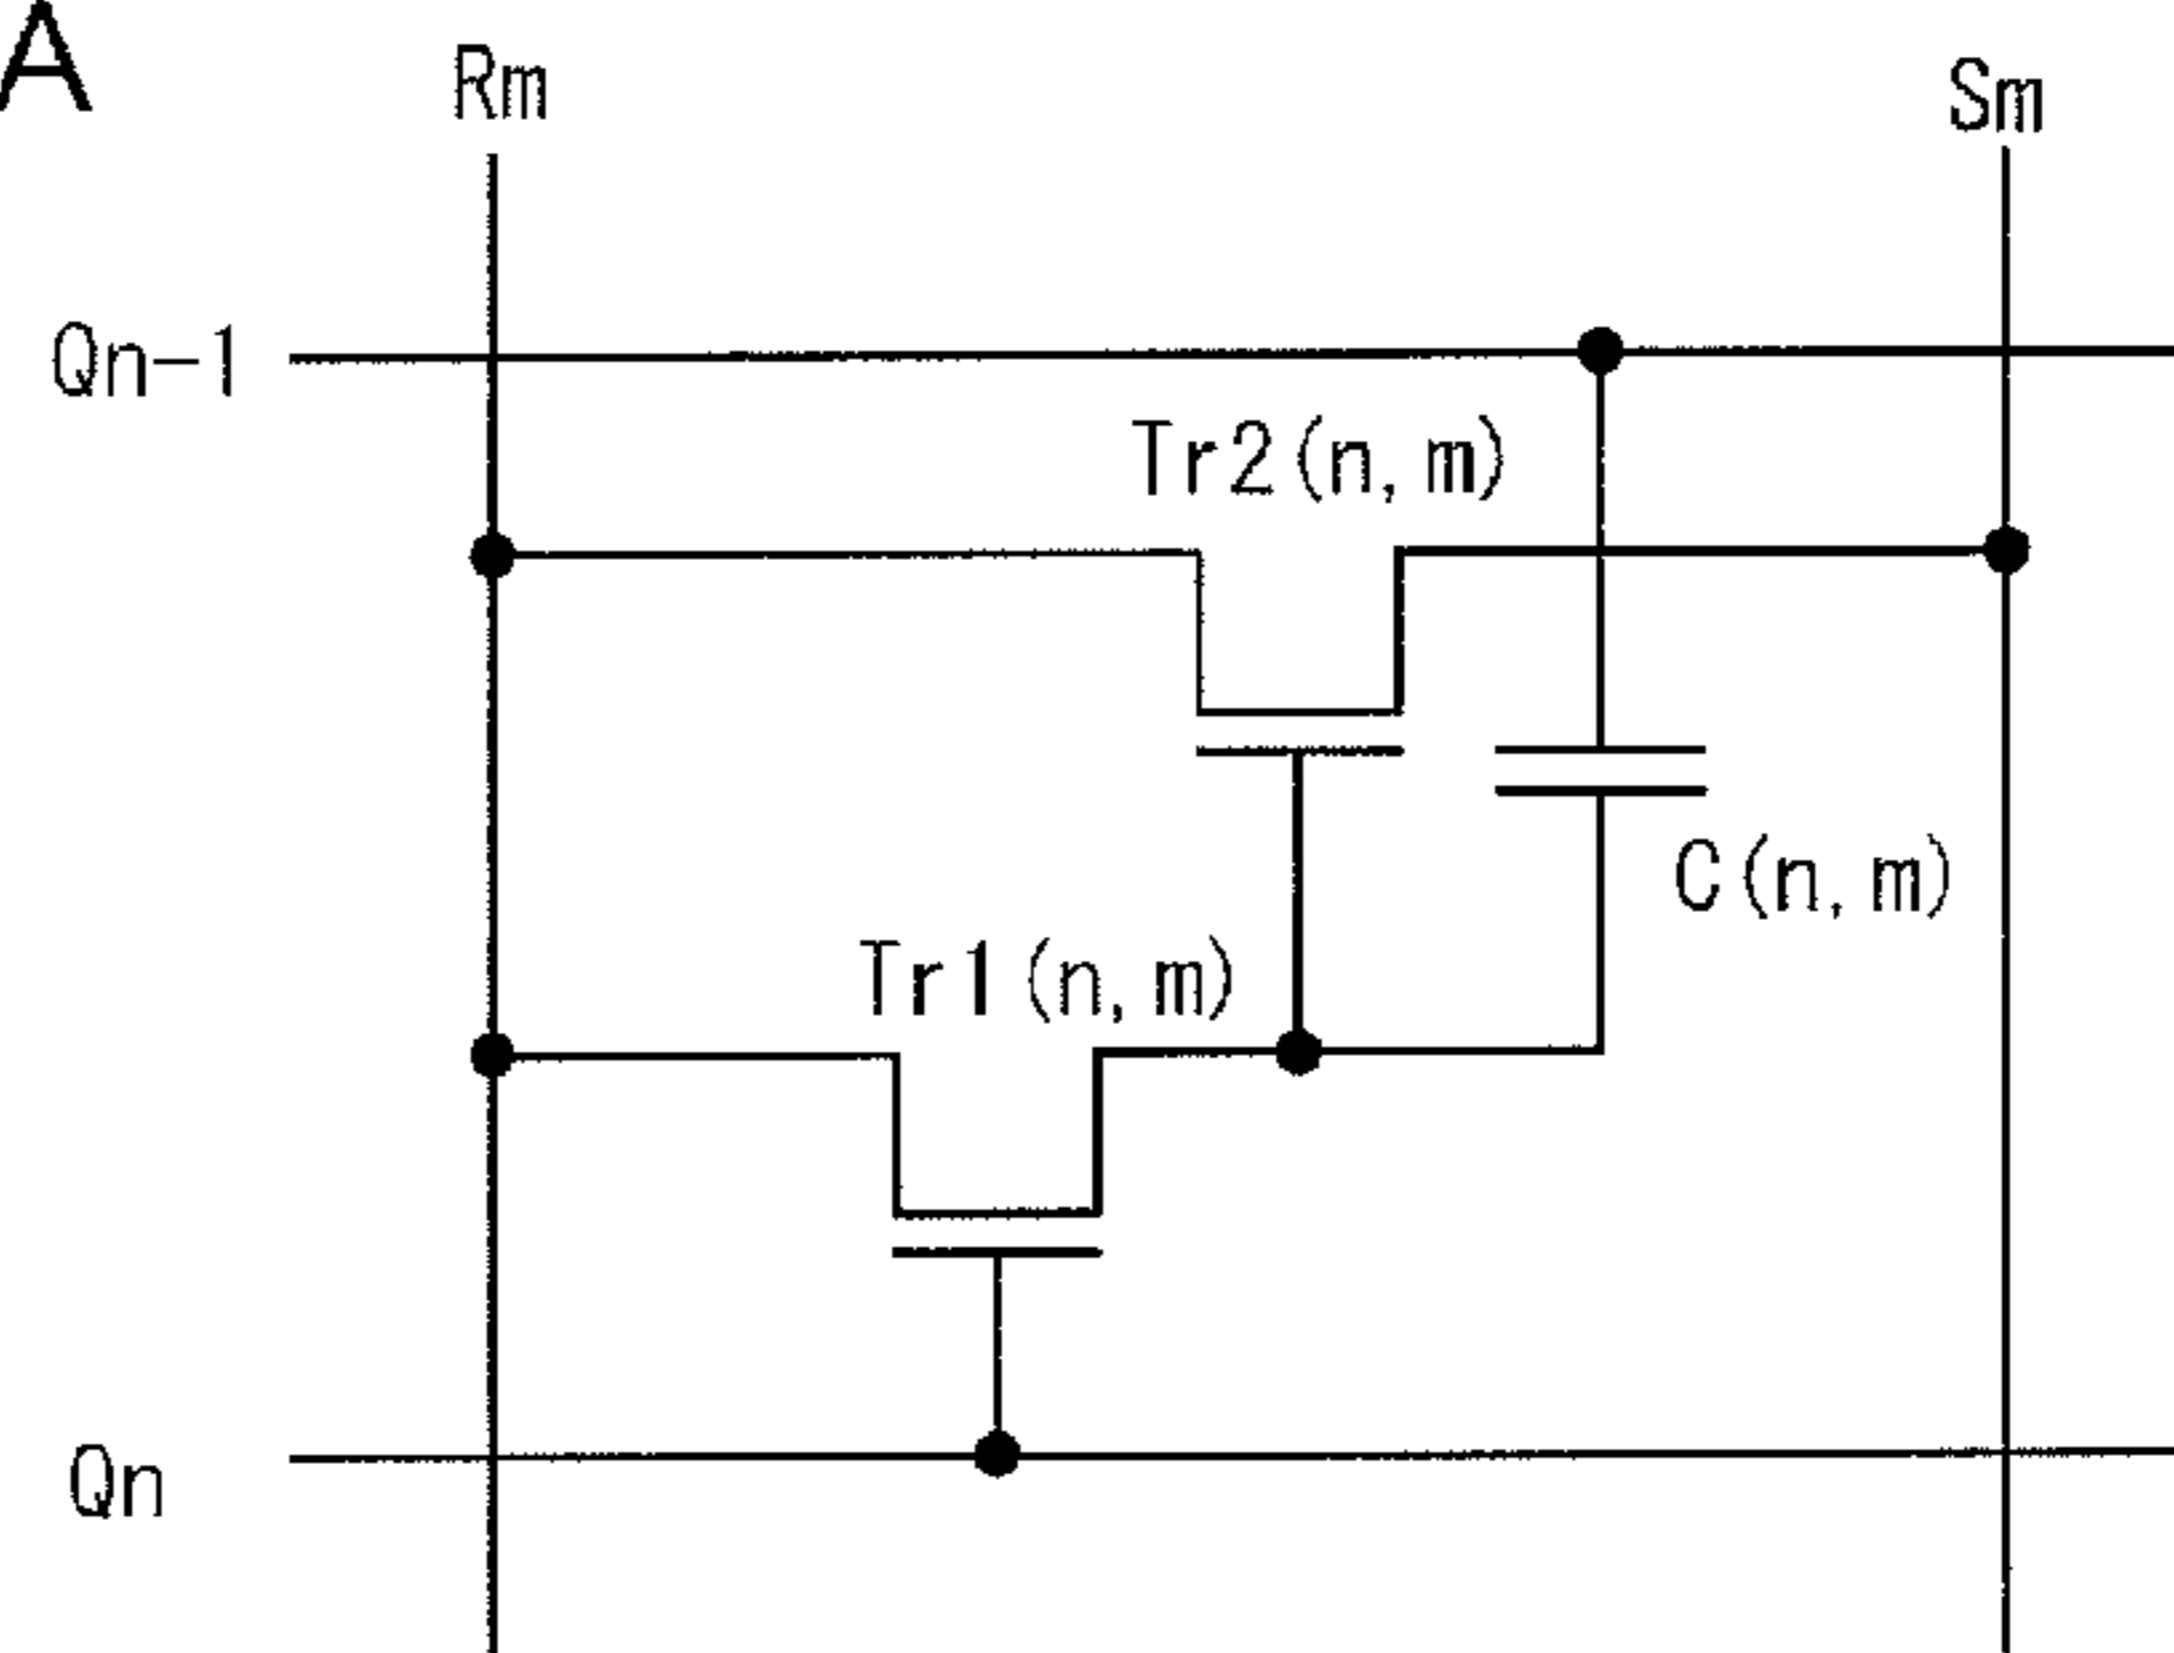 A
Rm
Sm
Qn-1
Tr2(n,m)
C(n,m)
Tr1(n,m)
Qn